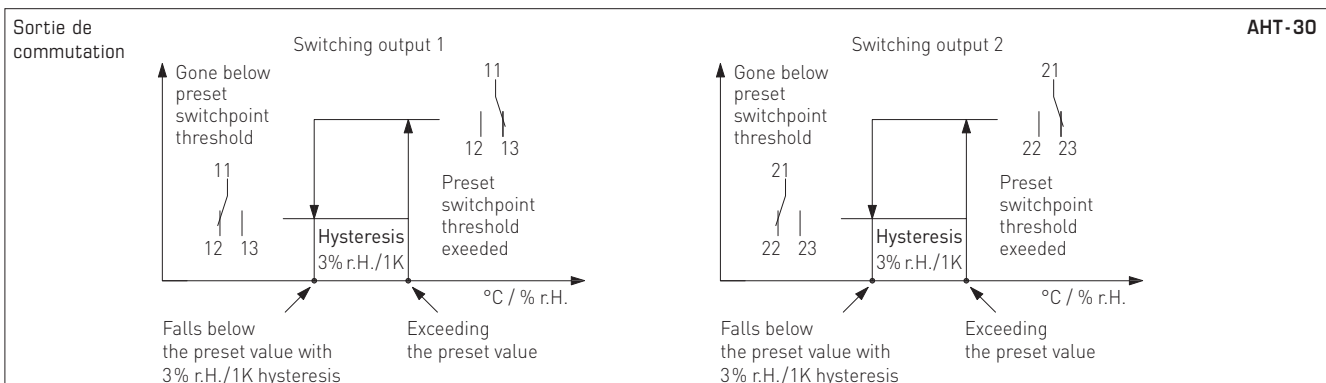 Sortie de
commutation
AHT-30
Switching output 1
Gone below
preset
switchpoint
threshold
11
12 13
11
12 13
Preset
switchpoint
threshold
exeeded
Hysteresis
3% r.H./1K
°C / % r.H.
Falls below
the preset value with
3% r.H./1K hysteresis
Exceeding
the preset value
Switching output 2
Gone below
preset
switchpoint
threshold
21
22 23
21
22 23
Preset
switchpoint
threshold
exeeded
Hysteresis
3% r.H./1K
°C / % r.H.
Falls below
the preset value with
3% r.H./1K hysteresis
Exceeding
the preset value